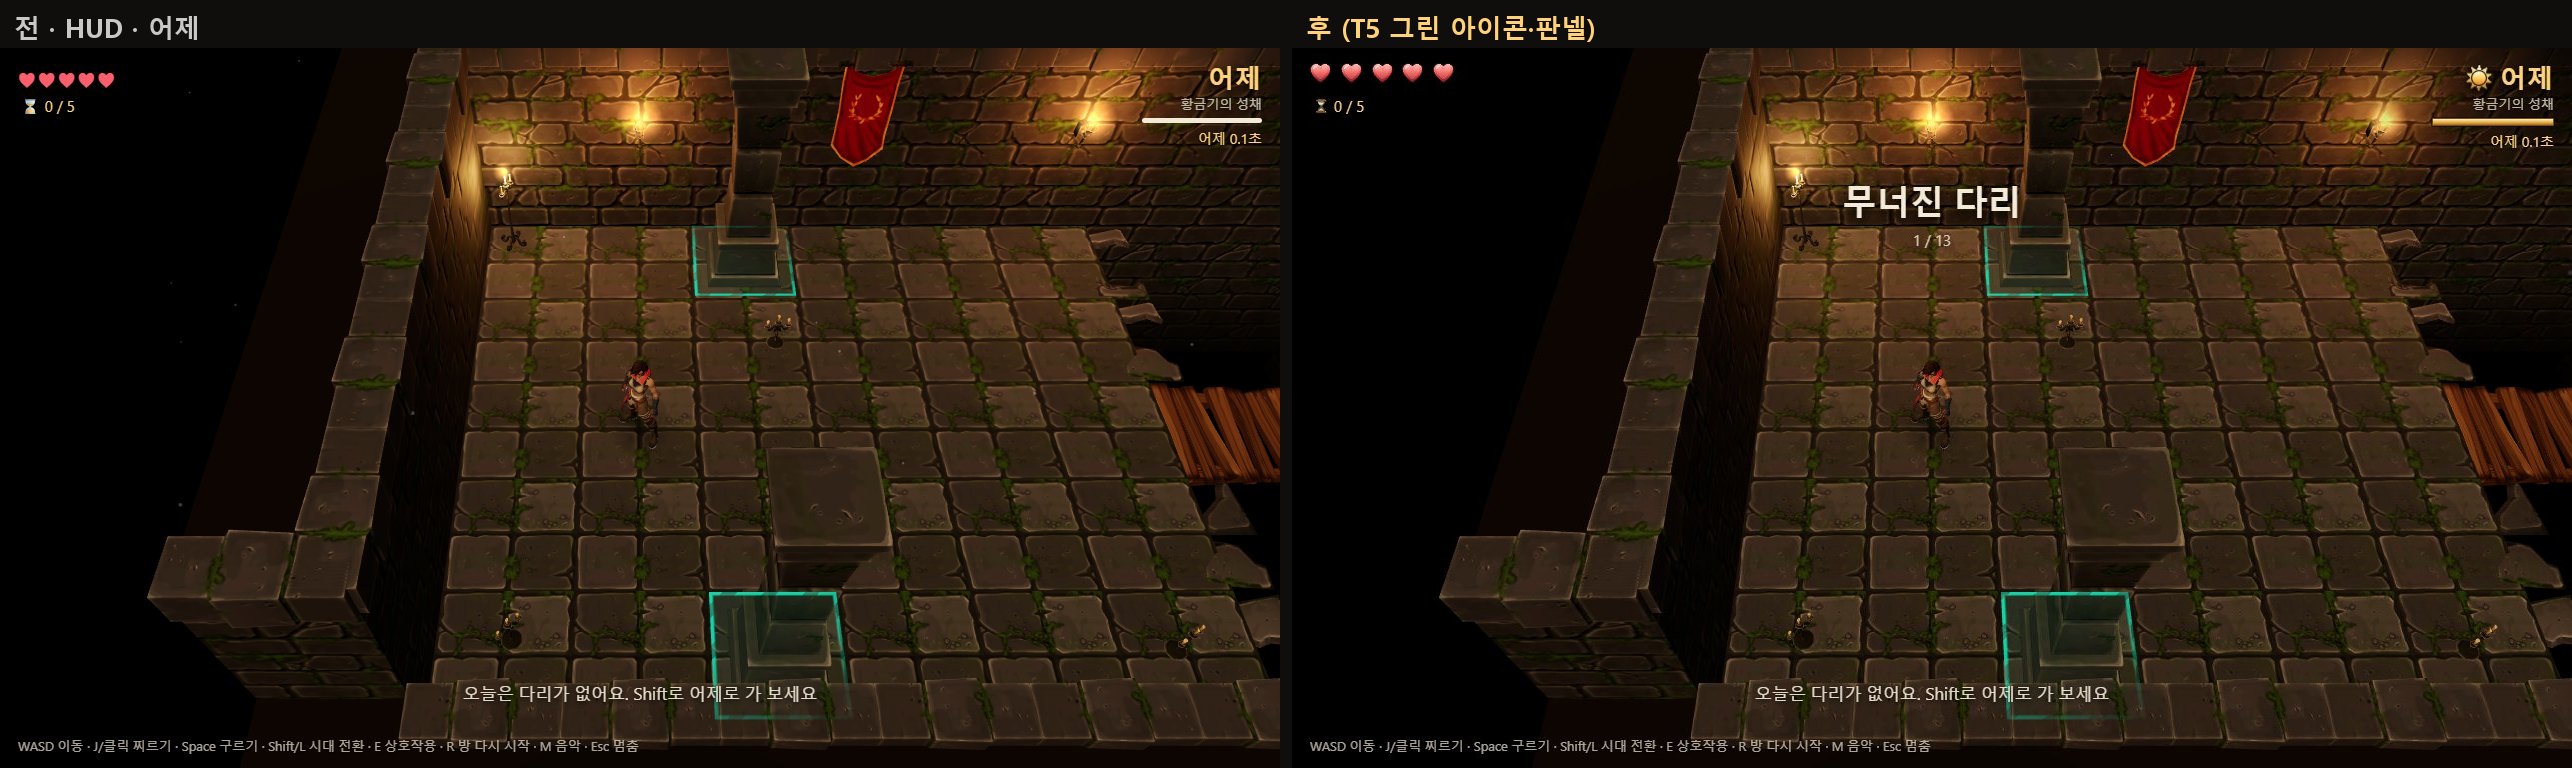 전 · HUD · 어제
0 / 5
어제
황금기의 성채
어제 0.1초
오늘은 다리가 없어요. Shift로 어제로 가 보세요
WASD 이동 · J/클릭 찌르기 · Space 구르기 · Shift/L 시대 전환 · E 상호작용 · R 방 다시 시작 · M 음악 · Esc 멈춤
후 (T5 그린 아이콘·판넬)
0 / 5
어제
황금기의 성채
어제 0.1초
무너진 다리
1 / 13
오늘은 다리가 없어요. Shift로 어제로 가 보세요
WASD 이동 · J/클릭 찌르기 · Space 구르기 · Shift/L 시대 전환 · E 상호작용 · R 방 다시 시작 · M 음악 · Esc 멈춤